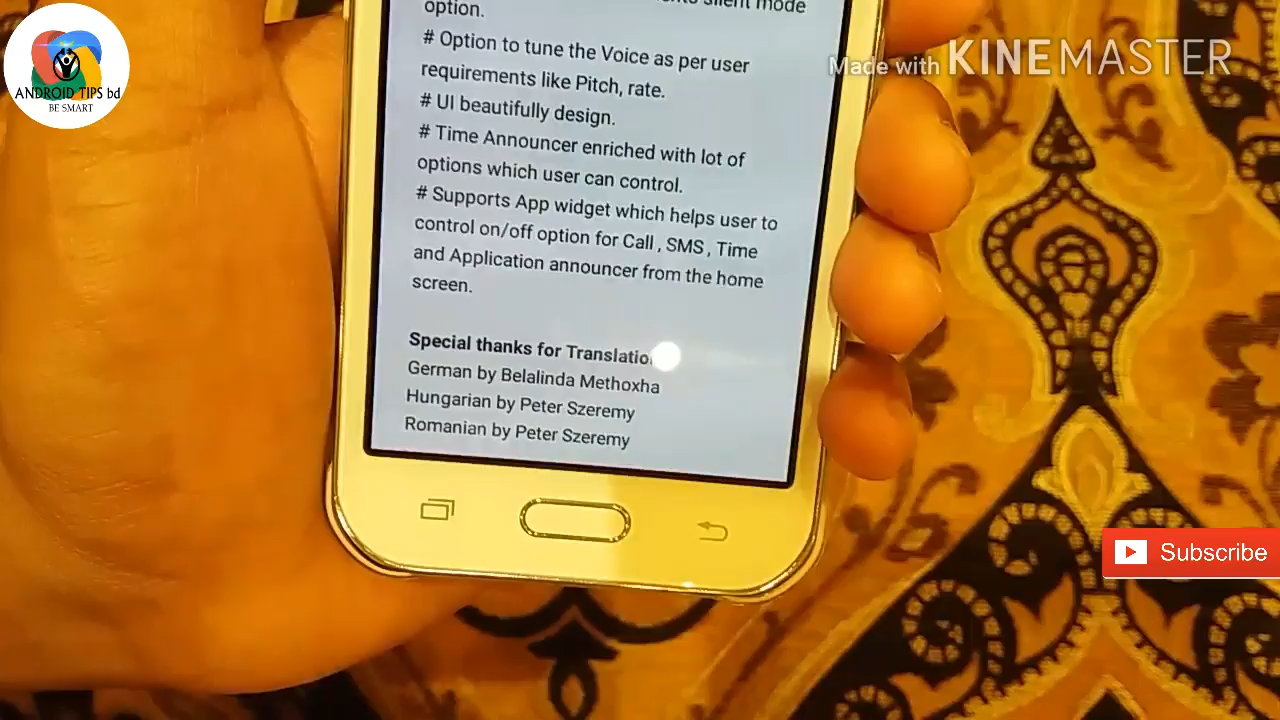 silent mode
option.
# Option to tune the Voice as per user
requirements like Pitch, rate.
# UI beautifully design.
# Time Announcer enriched with lot of
options which user can control.
# Supports App widget which helps user to
control on/off option for Call , SMS , Time
and Application announcer from the home
screen.
Special thanks for
German by Belalinda Methoxha
Hungarian by Peter Szeremy
Romanian by Peter Szeremy
ANDROID TIPS bd
BE SMART
Made with KINEMASTER
Subscribe